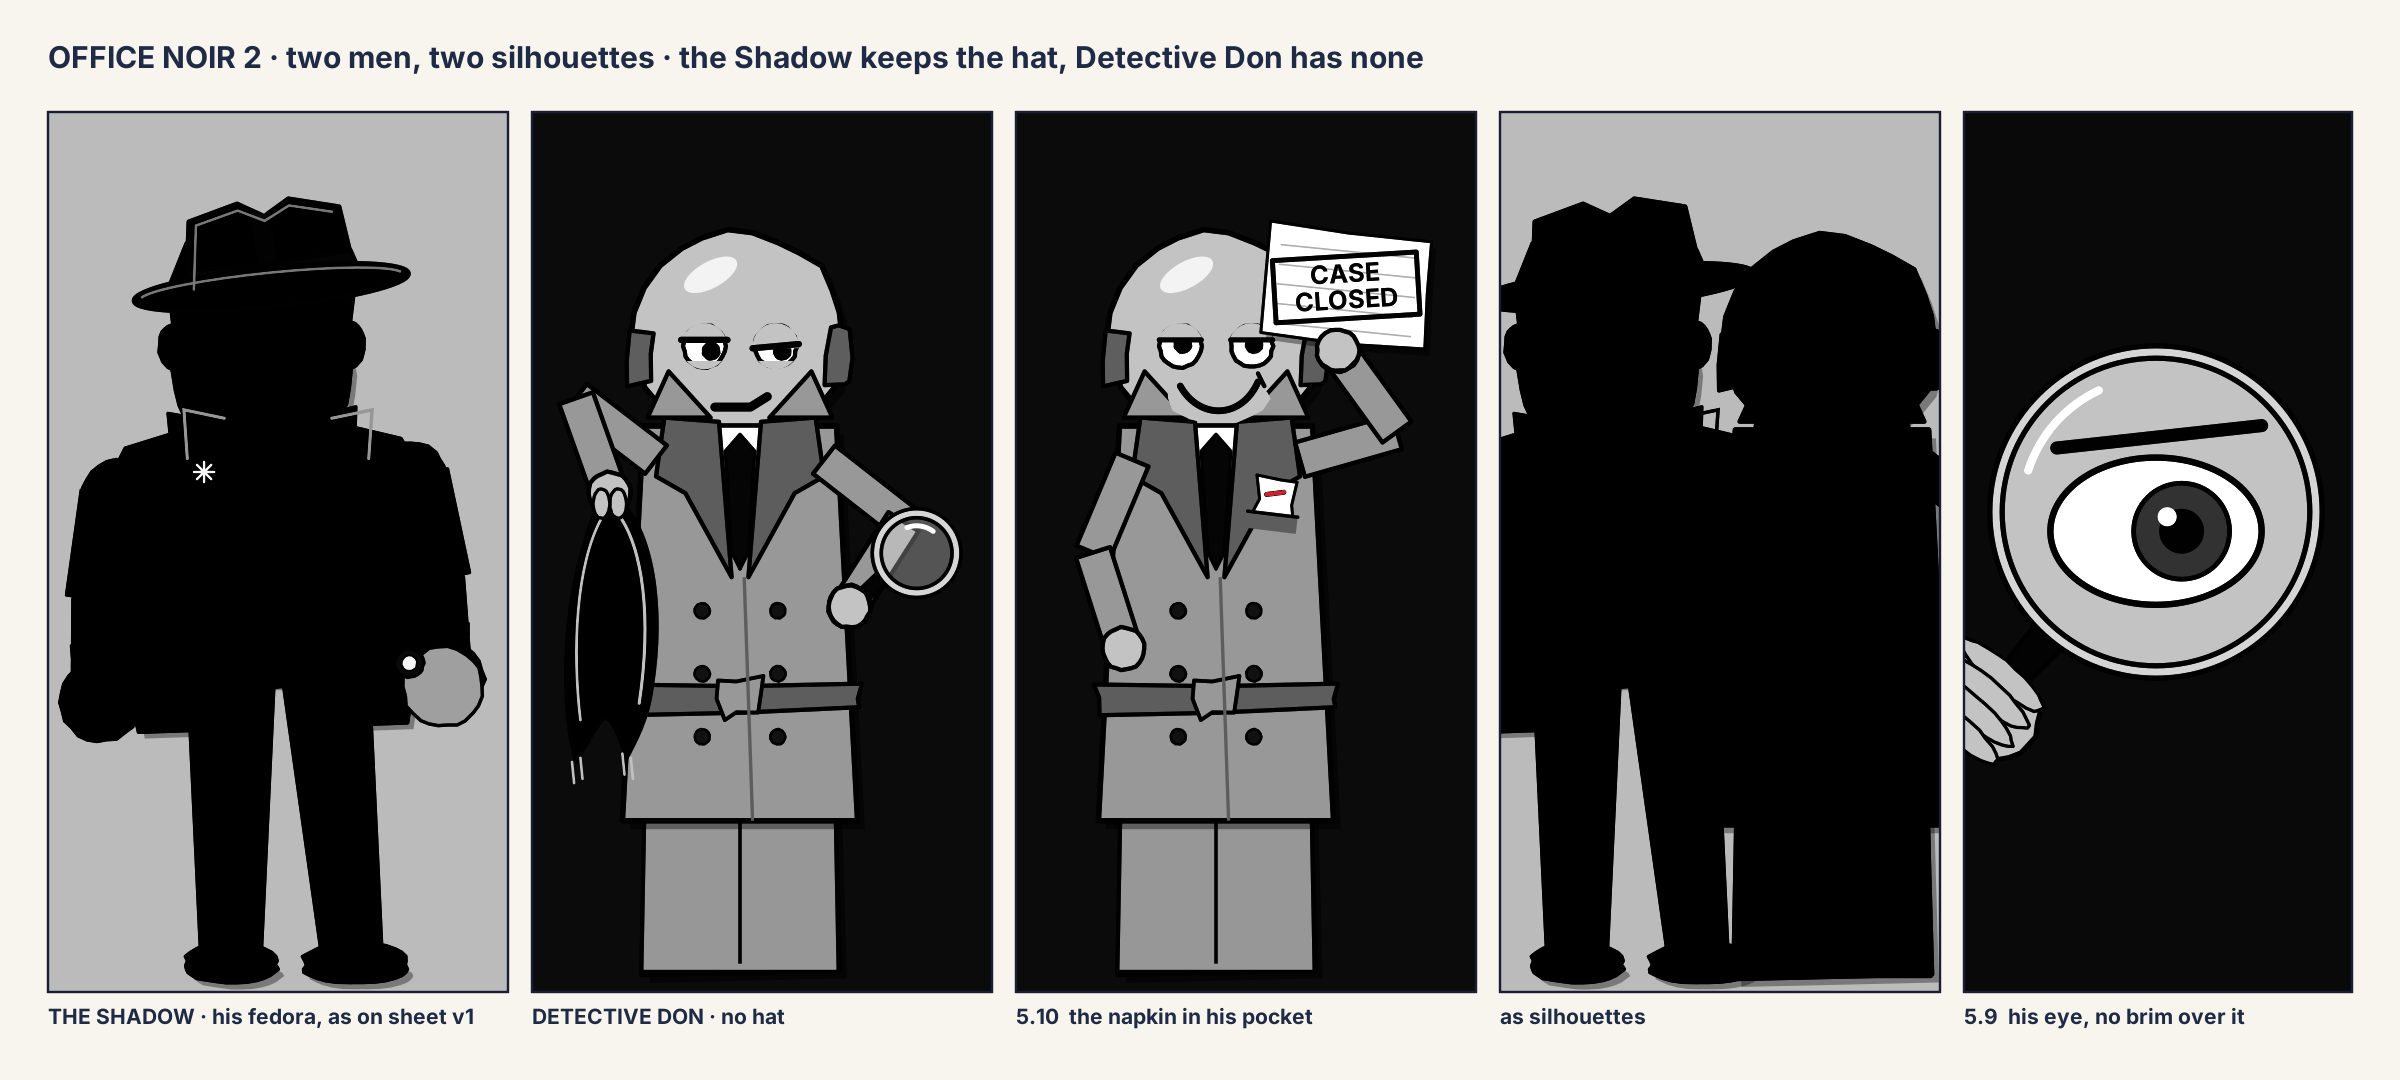 OFFICE NOIR 2 · two men, two silhouettes · the Shadow keeps the hat, Detective Don has none
CASE
CLOSED
THE SHADOW · his fedora, as on sheet v1
DETECTIVE DON · no hat
5.10 the napkin in his pocket
as silhouettes
5.9 his eye, no brim over it